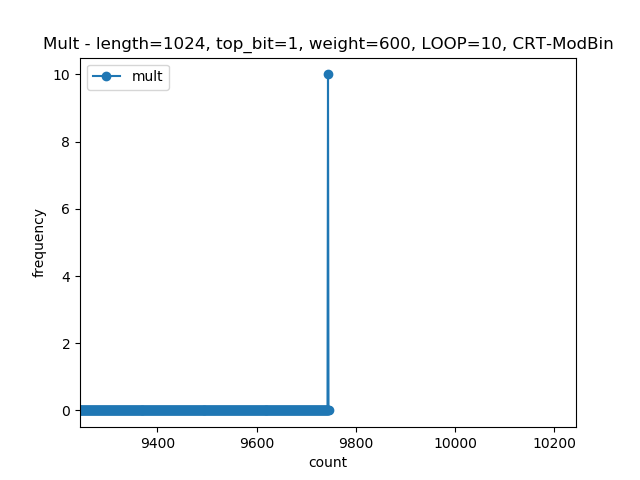 Mult - length=1024, top_bit=1, weight=600, LOOP=10, CRT-ModBin
mult
10
8
6
4
2
0
frequency
9400 9600 9800 10000 10200
count